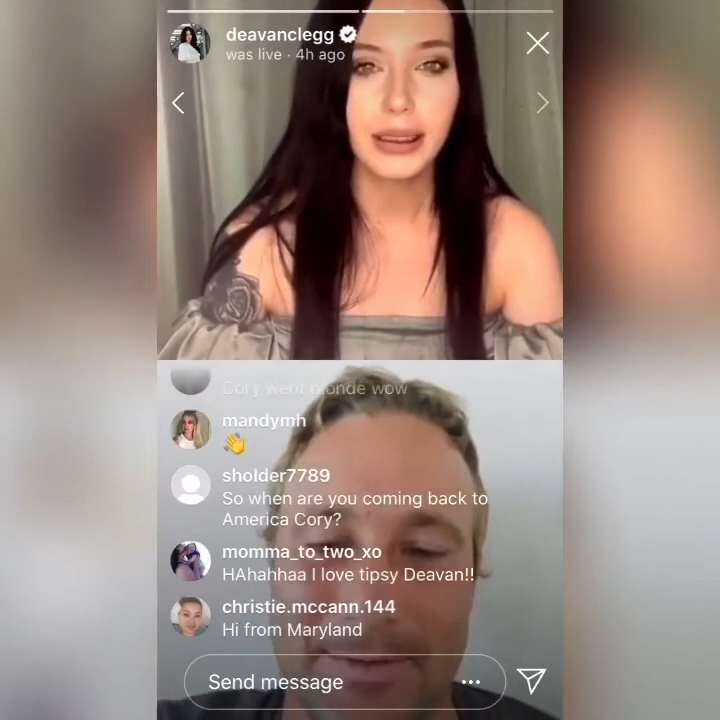 deavanclegg
was live · 4h ago
Cory went blonde wow
mandymh
👋
sholder7789
So when are you coming back to
America Cory?
momma_to_two_xo
HAhahhaa I love tipsy Deavan!!
christie.mccann.144
Hi from Maryland
Send message